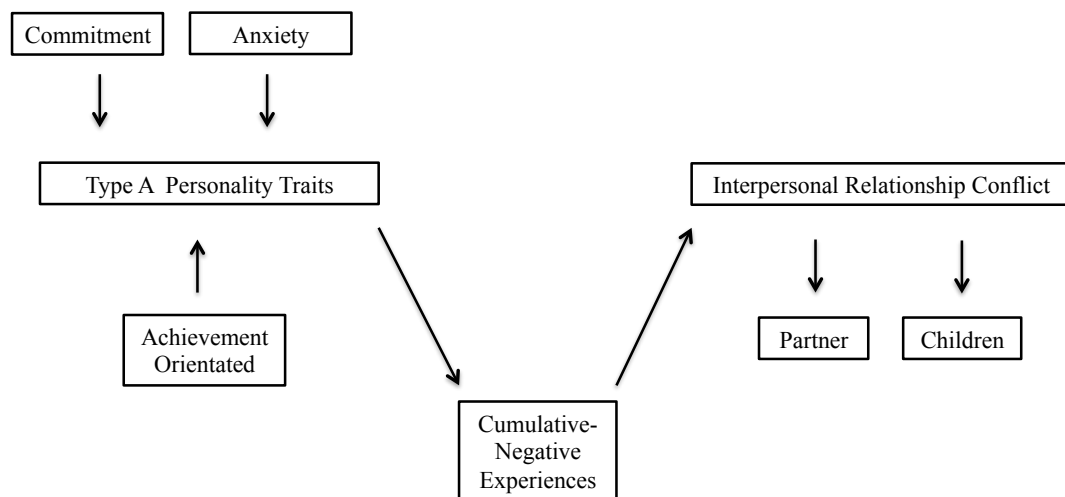 Commitment
Anxiety
Type A Personality Traits
Interpersonal Relationship Conflict
Achievement
Orientated
Partner
Children
Cumulative-
Negative
Experiences